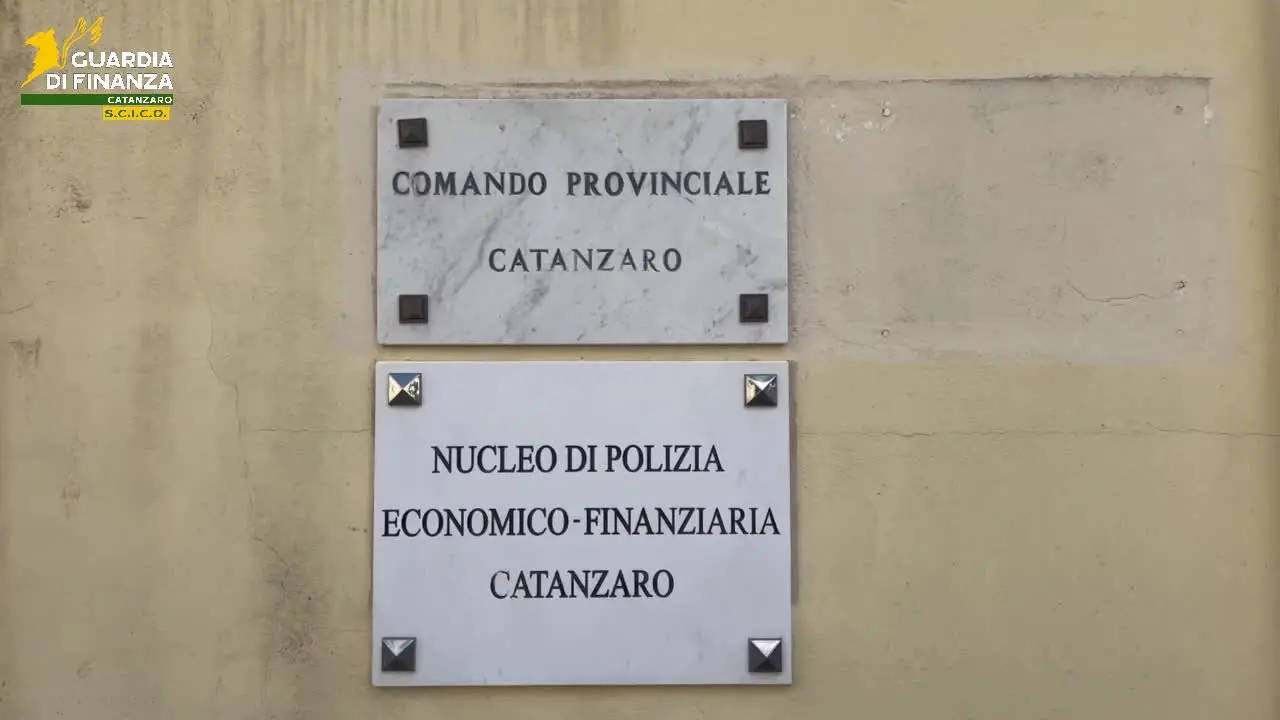 GUARDIA
DI FINANZA
CATANZARO
S.C.I.C.O.
COMANDO PROVINCIALE
CATANZARO
NUCLEO DI POLIZIA
ECONOMICO-FINANZIARIA
CATANZARO